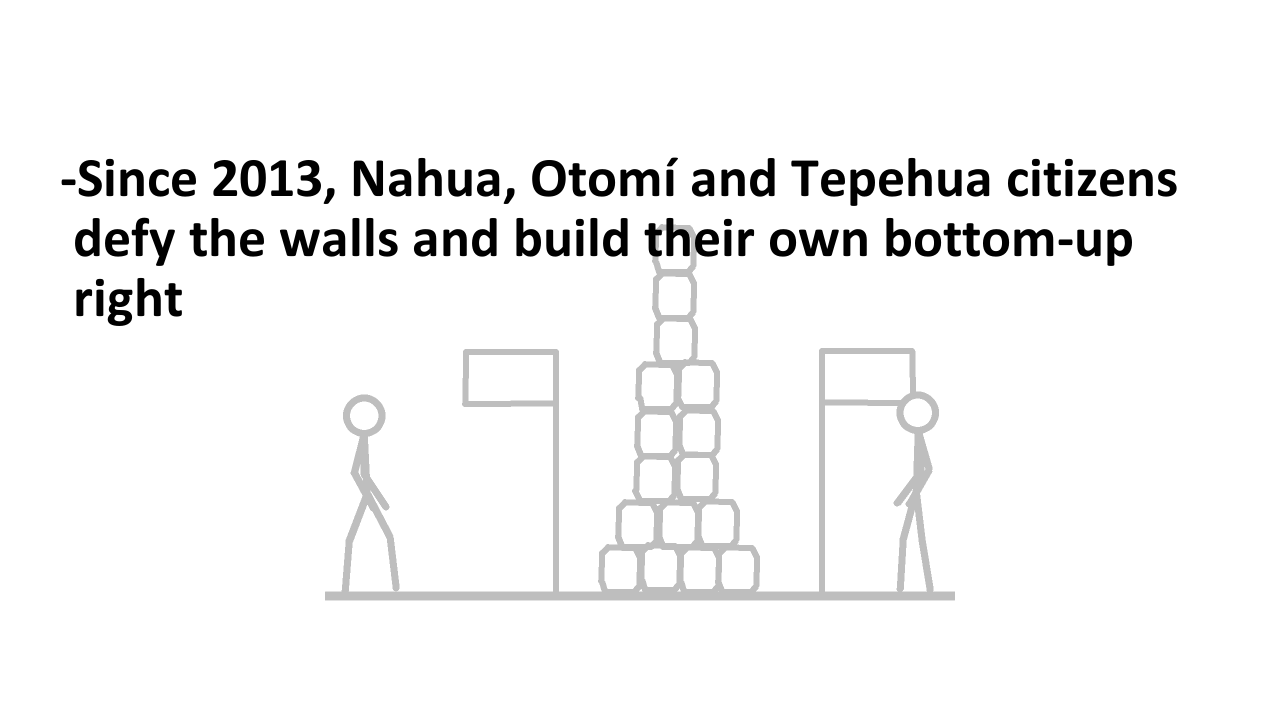 -Since 2013, Nahua, Otomí and Tepehua citizens
defy the walls and build their own bottom-up
right